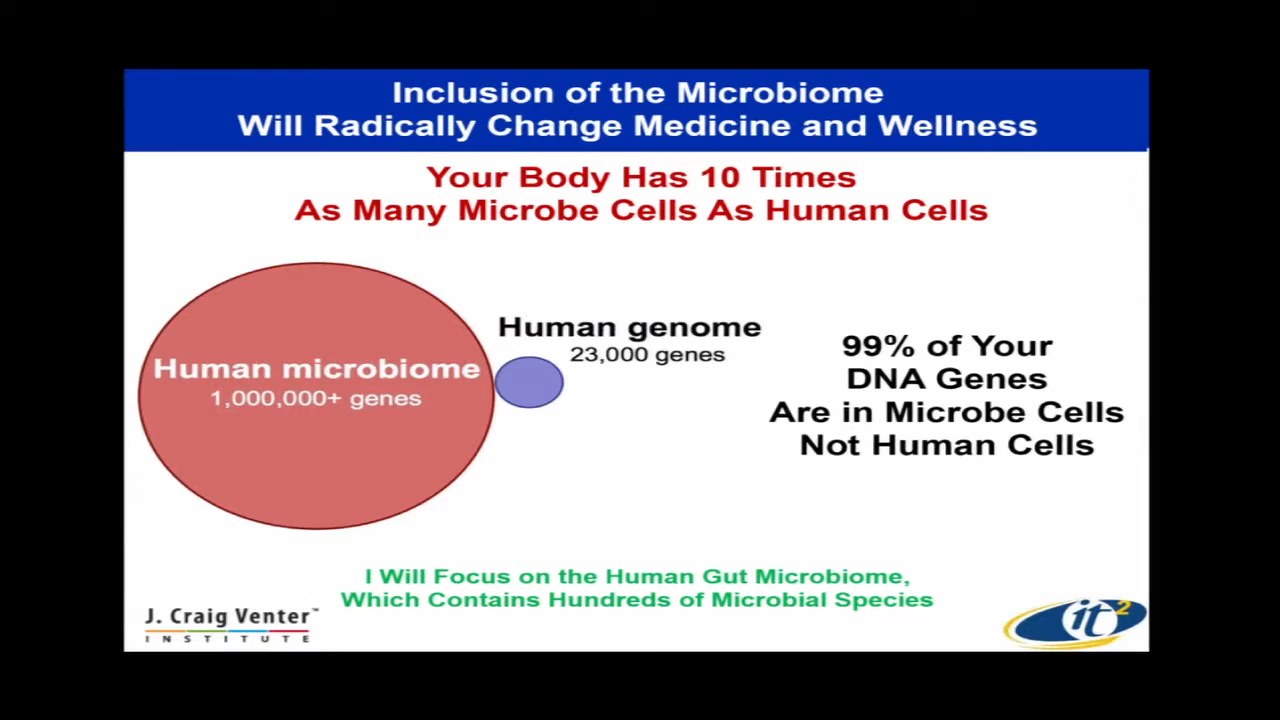 Inclusion of the Microbiome
Will Radically Change Medicine and Wellness
Your Body Has 10 Times
As Many Microbe Cells As Human Cells
Human genome
23,000 genes
Human microbiome
1,000,000+ genes
99% of Your
DNA Genes
Are in Microbe Cells
Not Human Cells
I Will Focus on the Human Gut Microbiome,
Which Contains Hundreds of Microbial Species
J. Craig Venter™
INSTITUTE
it²